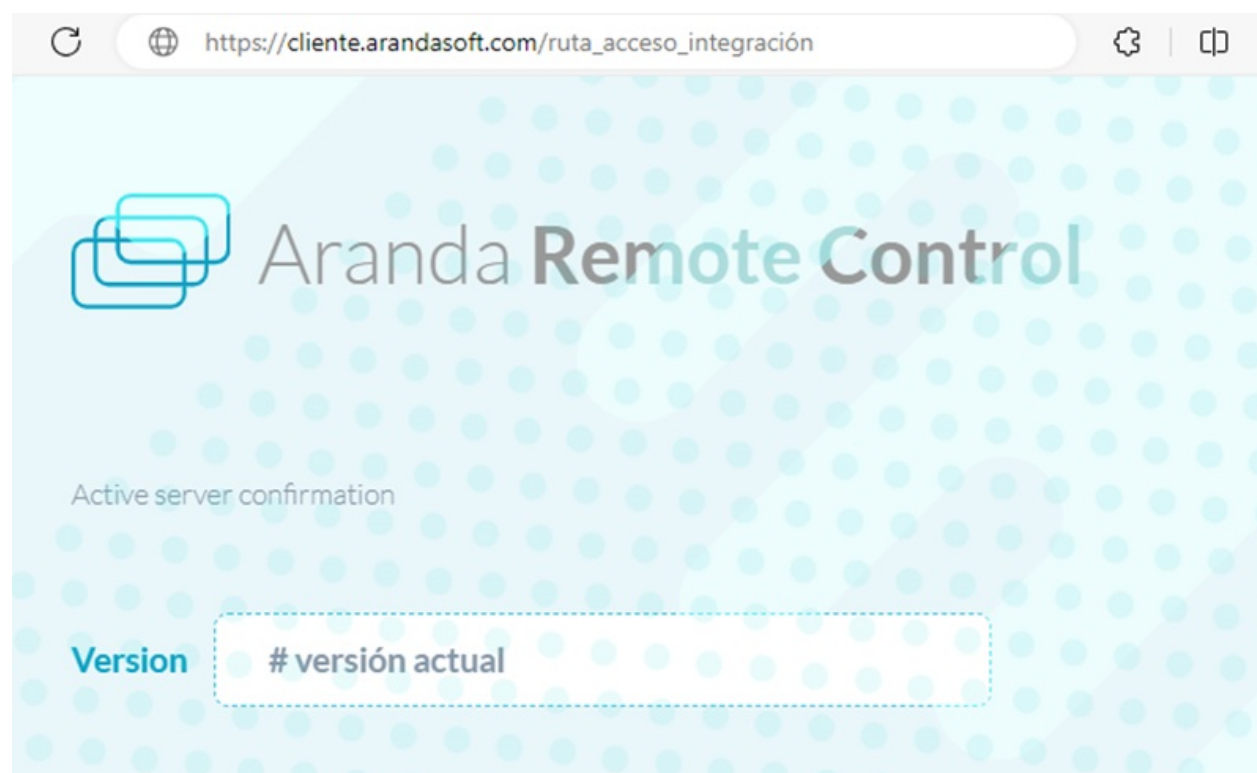 https://cliente.arandasoft.com/ruta_acceso_integración
Aranda Remote Control
Active server confirmation
Version # versión actual